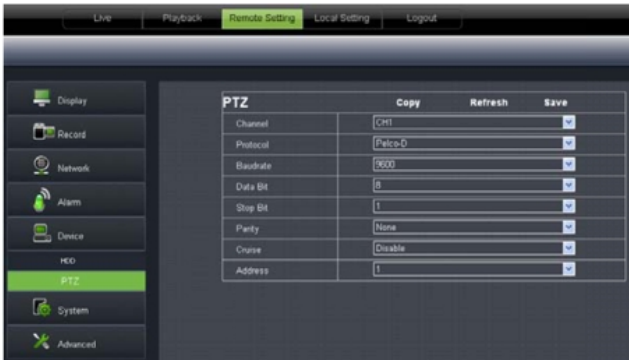 Live Playback Remote Setting Local Setting Logout
Display
Record
Network
Alarm
Device
HDD
PTZ
System
Advanced
PTZ Copy Refresh Save
Channel CH1
Protocol Pelco-D
Baudrate 9600
Data Bit 8
Stop Bit 1
Parity None
Cruise Disable
Address 1